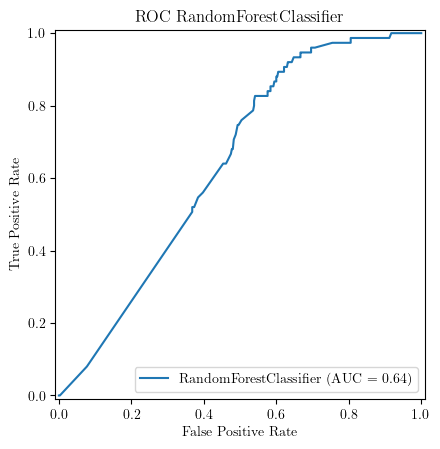 ROC RandomForestClassifier
1.0
0.8
0.6
0.4
0.2
0.0
True Positive Rate
RandomForestClassifier (AUC = 0.64)
0.0 0.2 0.4 0.6 0.8 1.0
False Positive Rate